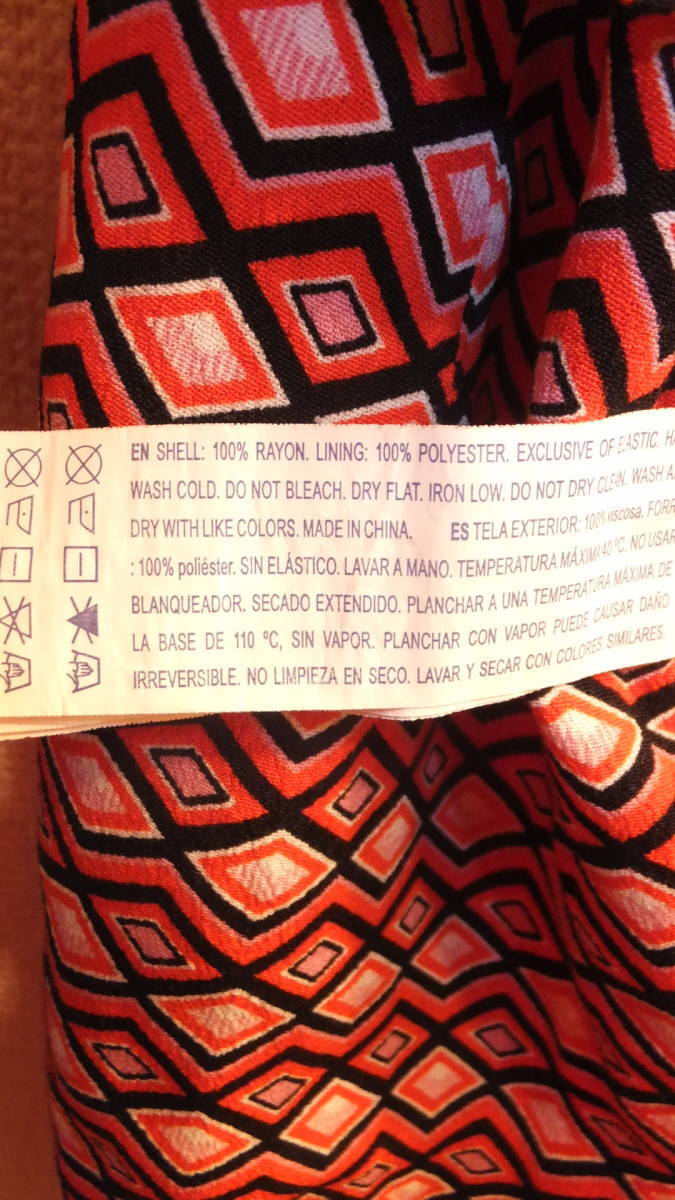 EN SHELL: 100% RAYON. LINING: 100% POLYESTER. EXCLUSIVE OF ELASTIC.
WASH COLD. DO NOT BLEACH. DRY FLAT. IRON LOW. DO NOT DRY CLEAN. WASH
DRY WITH LIKE COLORS. MADE IN CHINA. ES TELA EXTERIOR: 100% viscosa.
: 100% poliéster. SIN ELÁSTICO. LAVAR A MANO. TEMPERATURA MÁXIMA 40 ºC. NO USAR
BLANQUEADOR. SECADO EXTENDIDO. PLANCHAR A UNA TEMPERATURA MÁXIMA DE
LA BASE DE 110 ºC, SIN VAPOR. PLANCHAR CON VAPOR PUEDE CAUSAR DAÑO
IRREVERSIBLE. NO LIMPIEZA EN SECO. LAVAR Y SECAR CON COLORES SIMILARES.